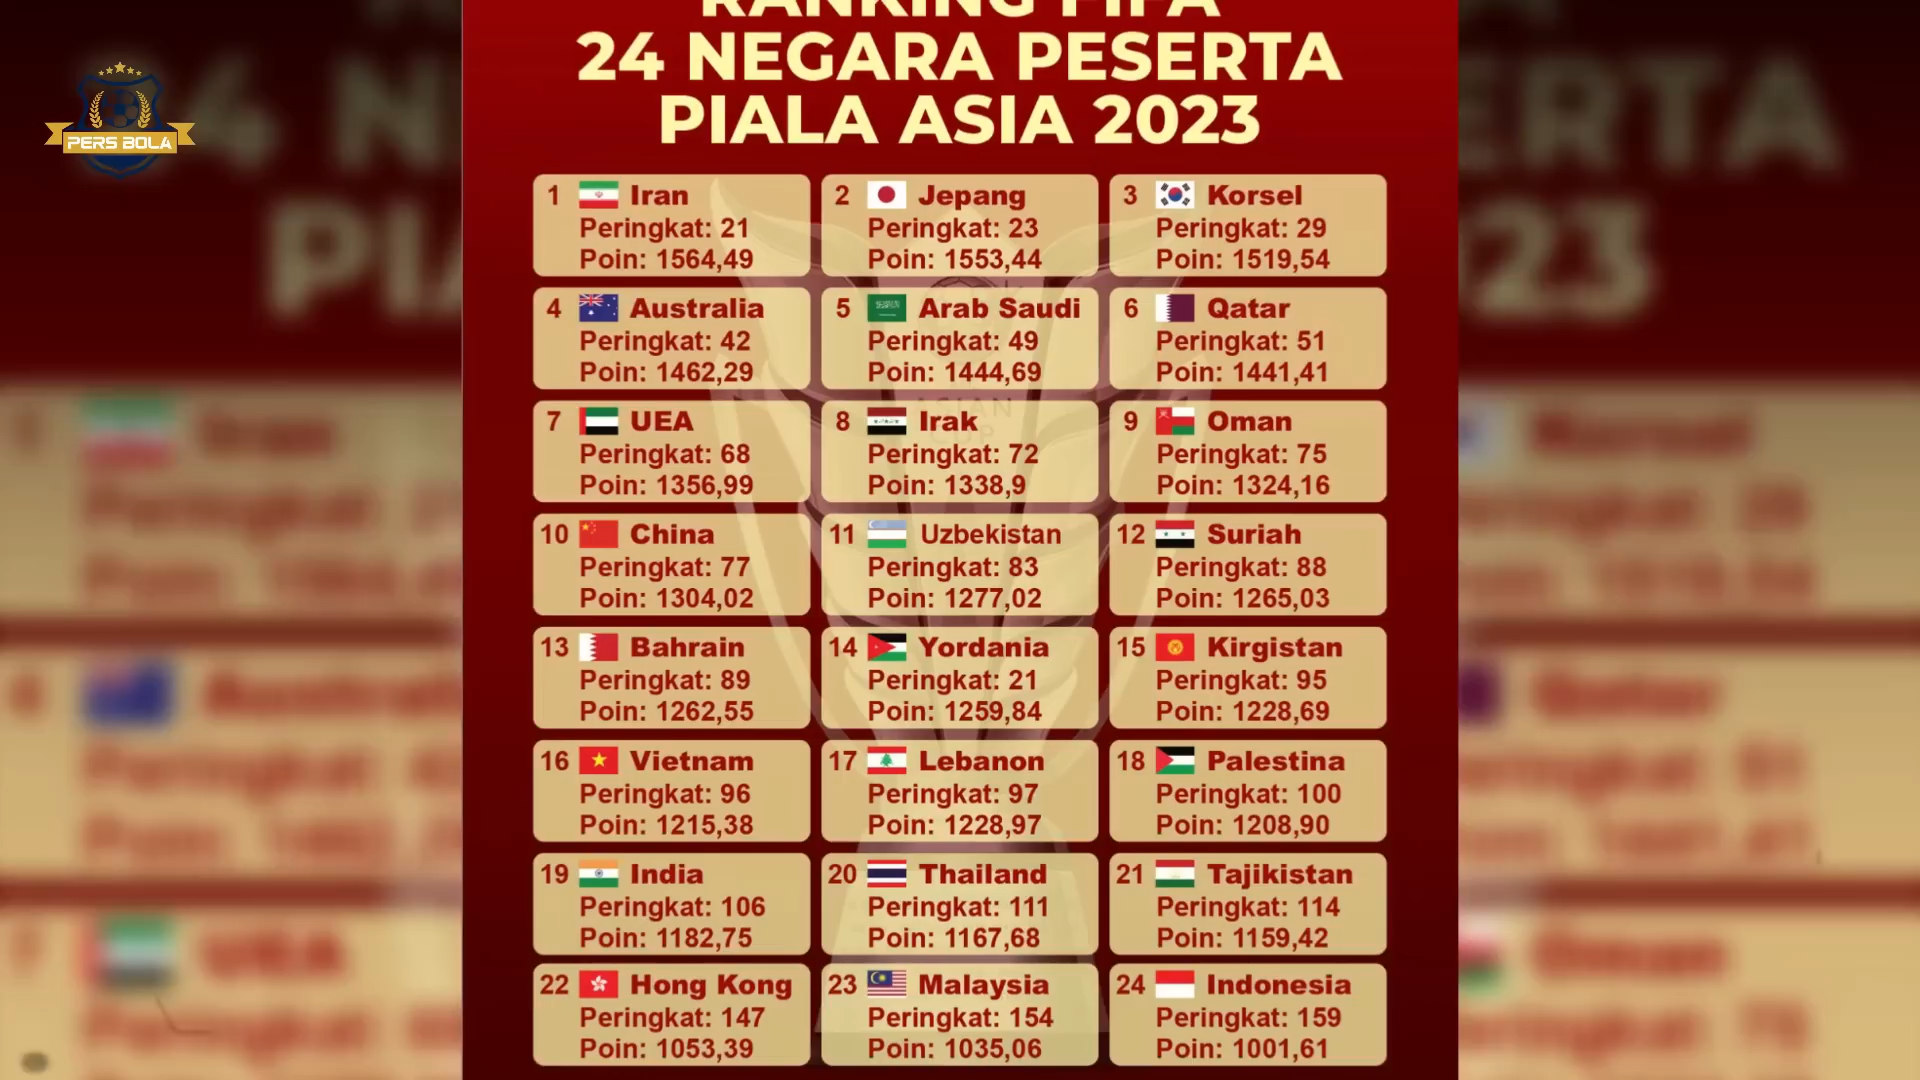 RANKING FIFA
24 NEGARA PESERTA
PIALA ASIA 2023
PERS BOLA
1 Iran
Peringkat: 21
Poin: 1564,49
2 Jepang
Peringkat: 23
Poin: 1553,44
3 Korsel
Peringkat: 29
Poin: 1519,54
4 Australia
Peringkat: 42
Poin: 1462,29
5 Arab Saudi
Peringkat: 49
Poin: 1444,69
6 Qatar
Peringkat: 51
Poin: 1441,41
7 UEA
Peringkat: 68
Poin: 1356,99
8 Irak
Peringkat: 72
Poin: 1338,9
9 Oman
Peringkat: 75
Poin: 1324,16
10 China
Peringkat: 77
Poin: 1304,02
11 Uzbekistan
Peringkat: 83
Poin: 1277,02
12 Suriah
Peringkat: 88
Poin: 1265,03
13 Bahrain
Peringkat: 89
Poin: 1262,55
14 Yordania
Peringkat: 21
Poin: 1259,84
15 Kirgistan
Peringkat: 95
Poin: 1228,69
16 Vietnam
Peringkat: 96
Poin: 1215,38
17 Lebanon
Peringkat: 97
Poin: 1228,97
18 Palestina
Peringkat: 100
Poin: 1208,90
19 India
Peringkat: 106
Poin: 1182,75
20 Thailand
Peringkat: 111
Poin: 1167,68
21 Tajikistan
Peringkat: 114
Poin: 1159,42
22 Hong Kong
Peringkat: 147
Poin: 1053,39
23 Malaysia
Peringkat: 154
Poin: 1035,06
24 Indonesia
Peringkat: 159
Poin: 1001,61
ASIAN
CUP